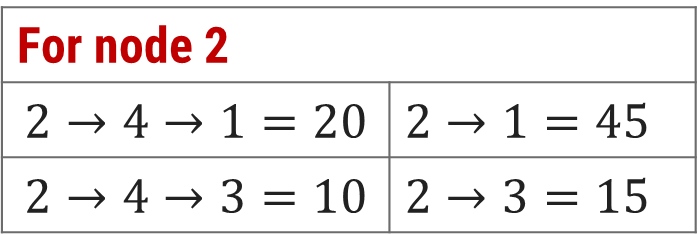 For node 2
2 → 4 → 1 = 20 2 → 1 = 45
2 → 4 → 3 = 10 2 → 3 = 15